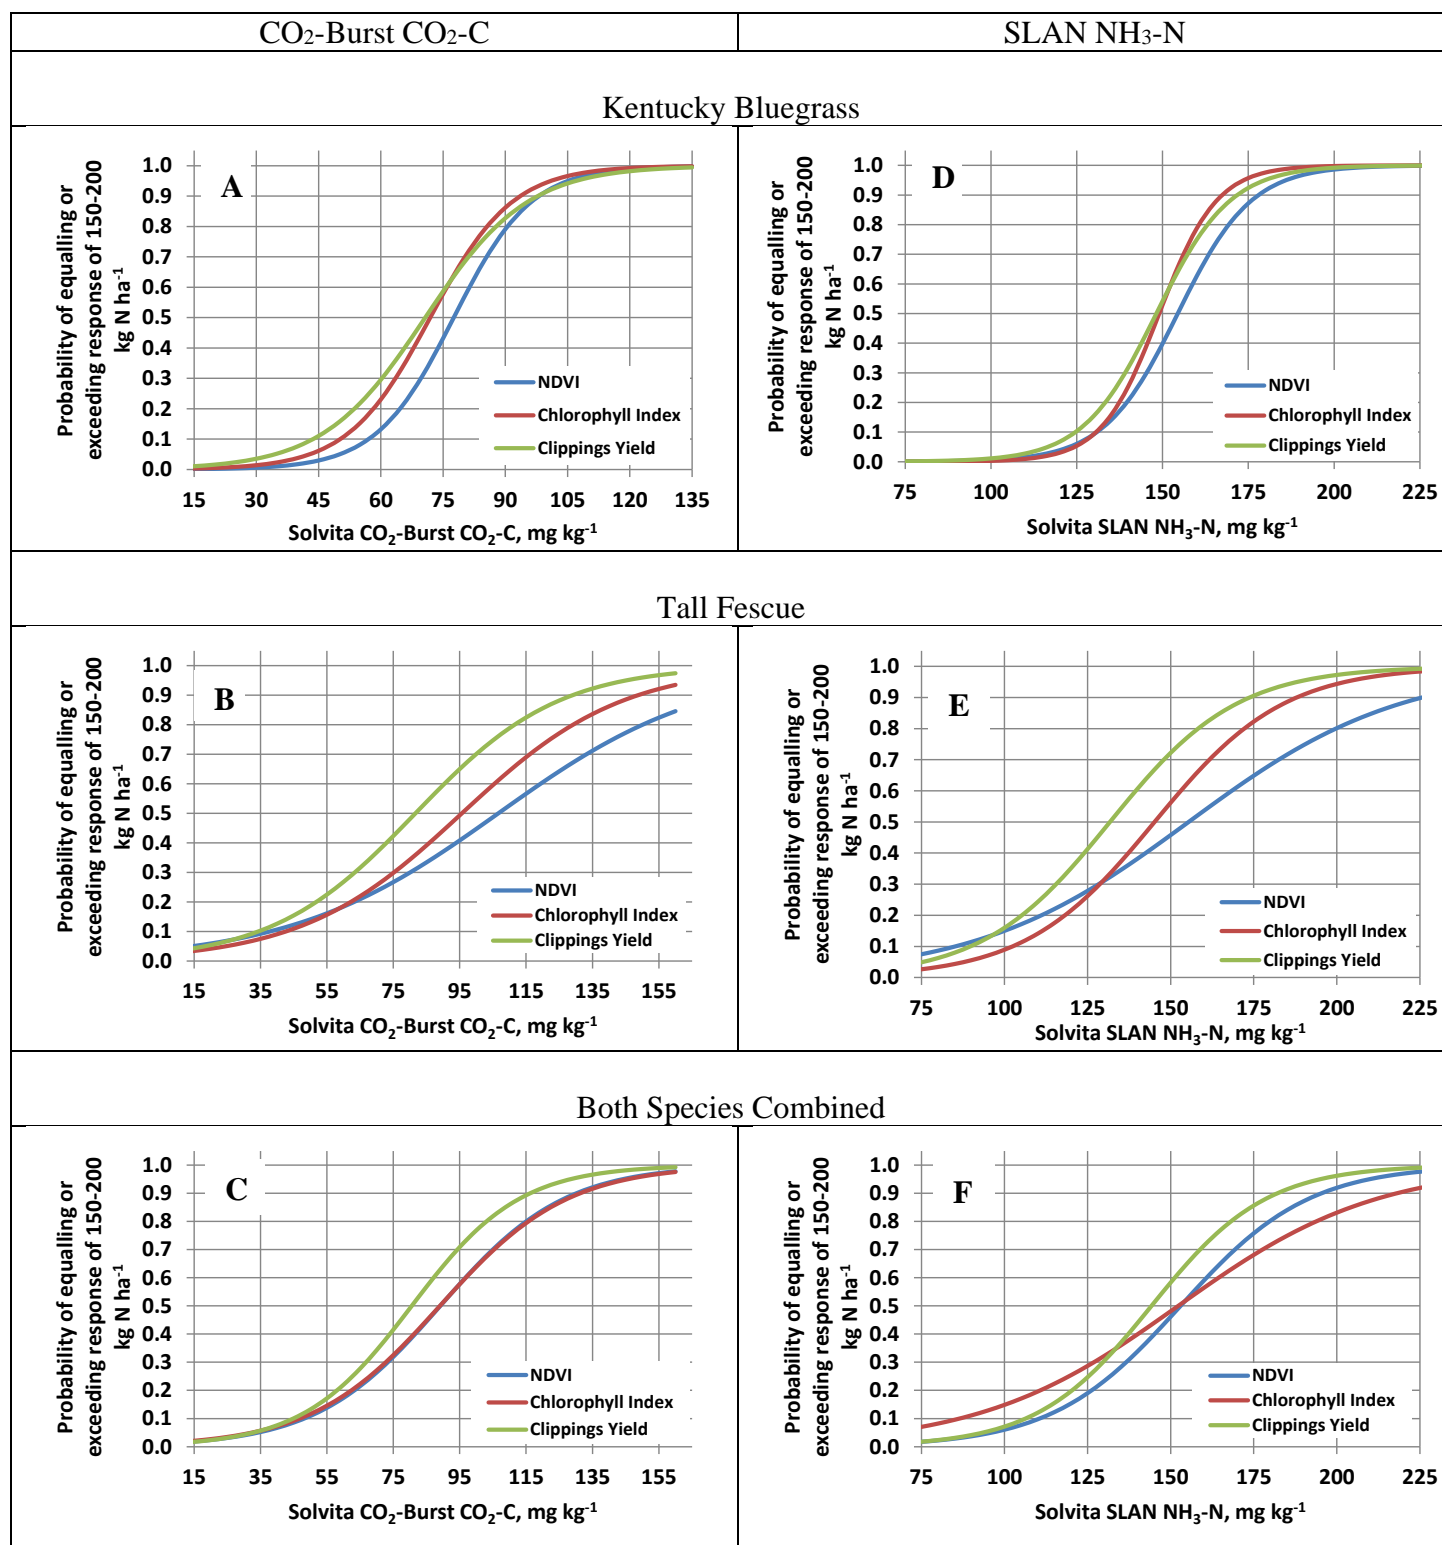 CO₂-Burst CO₂-C
SLAN NH₃-N
Kentucky Bluegrass
Probability of equalling or
exceeding response of 150-200
kg N ha⁻¹
1.0
0.9
0.8
0.7
0.6
0.5
0.4
0.3
0.2
0.1
0.0
A
NDVI
Chlorophyll Index
Clippings Yield
15 30 45 60 75 90 105 120 135
Solvita CO₂-Burst CO₂-C, mg kg⁻¹
Probability of equalling or
exceeding response of 150-200
kg N ha⁻¹
1.0
0.9
0.8
0.7
0.6
0.5
0.4
0.3
0.2
0.1
0.0
D
NDVI
Chlorophyll Index
Clippings Yield
75 100 125 150 175 200 225
Solvita SLAN NH₃-N, mg kg⁻¹
Tall Fescue
Probability of equalling or
exceeding response of 150-200
kg N ha⁻¹
1.0
0.9
0.8
0.7
0.6
0.5
0.4
0.3
0.2
0.1
0.0
B
NDVI
Chlorophyll Index
Clippings Yield
15 35 55 75 95 115 135 155
Solvita CO₂-Burst CO₂-C, mg kg⁻¹
Probability of equalling or
exceeding response of 150-200
kg N ha⁻¹
1.0
0.9
0.8
0.7
0.6
0.5
0.4
0.3
0.2
0.1
0.0
E
NDVI
Chlorophyll Index
Clippings Yield
75 100 125 150 175 200 225
Solvita SLAN NH₃-N, mg kg⁻¹
Both Species Combined
Probability of equalling or
exceeding response of 150-200
kg N ha⁻¹
1.0
0.9
0.8
0.7
0.6
0.5
0.4
0.3
0.2
0.1
0.0
C
NDVI
Chlorophyll Index
Clippings Yield
15 35 55 75 95 115 135 155
Solvita CO₂-Burst CO₂-C, mg kg⁻¹
Probability of equalling or
exceeding response of 150-200
kg N ha⁻¹
1.0
0.9
0.8
0.7
0.6
0.5
0.4
0.3
0.2
0.1
0.0
F
NDVI
Chlorophyll Index
Clippings Yield
75 100 125 150 175 200 225
Solvita SLAN NH₃-N, mg kg⁻¹